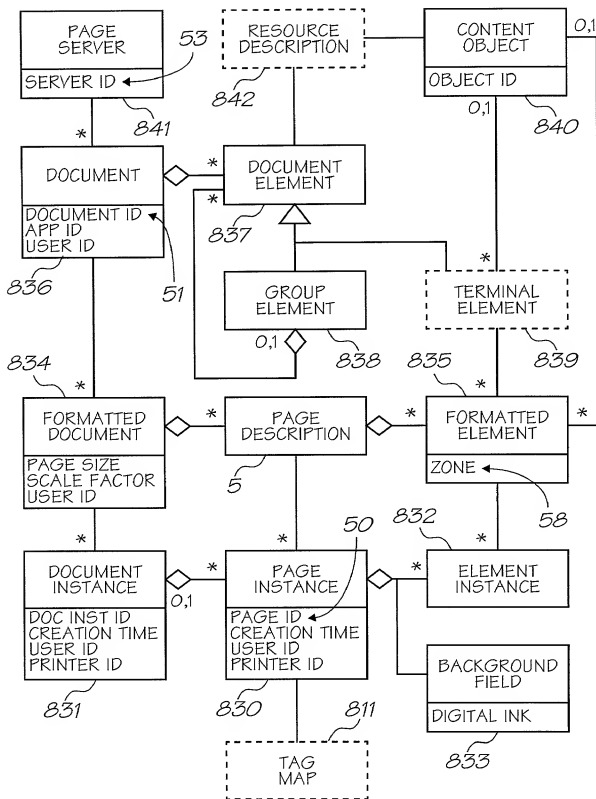 PAGE
SERVER
SERVER ID
53
841
*
RESOURCE
DESCRIPTION
842
CONTENT
OBJECT
OBJECT ID
0,1
0,1
840
DOCUMENT
DOCUMENT ID
APP ID
USER ID
836
51
*
DOCUMENT
ELEMENT
*
837
GROUP
ELEMENT
0,1
838
*
TERMINAL
ELEMENT
839
834
*
FORMATTED
DOCUMENT
PAGE SIZE
SCALE FACTOR
USER ID
*
PAGE
DESCRIPTION
5
835
*
*
FORMATTED
ELEMENT
*
ZONE
58
50
832
*
DOCUMENT
INSTANCE
0,1
DOC INST ID
CREATION TIME
USER ID
PRINTER ID
831
*
*
PAGE
INSTANCE
PAGE ID
CREATION TIME
USER ID
PRINTER ID
830
*
*
ELEMENT
INSTANCE
BACKGROUND
FIELD
DIGITAL INK
833
811
TAG
MAP